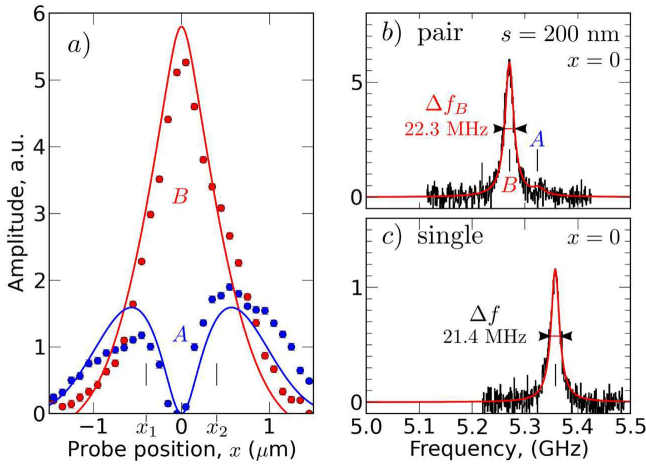 a)
6
5
4
3
2
1
0
Amplitude, a.u.
B
A
−1
x₁
0
x₂
1
Probe position, x (μm)
b) pair
s = 200 nm
x = 0
5
0
Δf_B
22.3 MHz
A
B
c) single
x = 0
1
0
Δf
21.4 MHz
5.0 5.1 5.2 5.3 5.4 5.5
Frequency, (GHz)